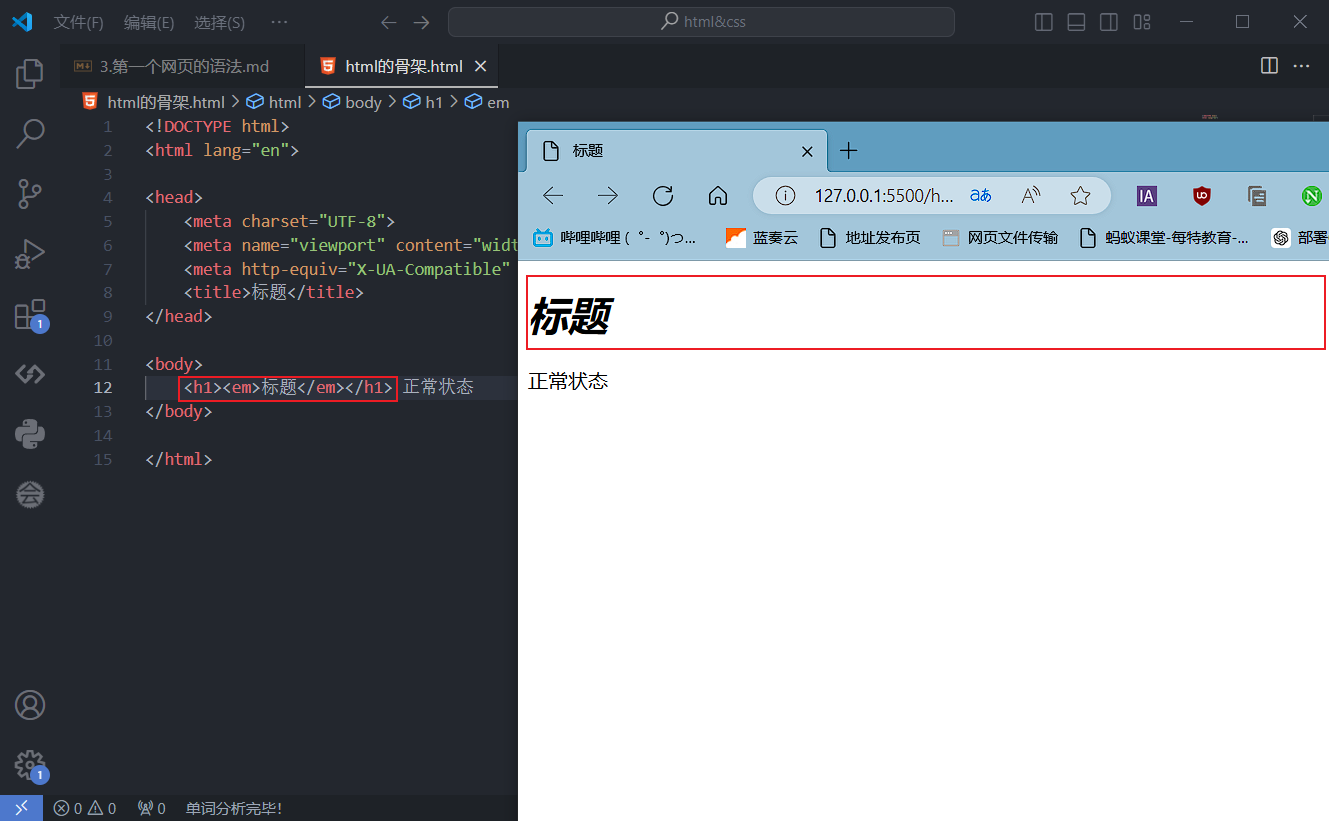 文件(F) 编辑(E) 选择(S) ··· html&css
3.第一个网页的语法.md html的骨架.html
html的骨架.html > html > body > h1 > em
1 <!DOCTYPE html>
2 <html lang="en">
3
4 <head>
5 <meta charset="UTF-8">
6 <meta name="viewport" content="widt
7 <meta http-equiv="X-UA-Compatible"
8 <title>标题</title>
9 </head>
10
11 <body>
12 <h1><em>标题</em></h1> 正常状态
13 </body>
14
15 </html>
1
1
0 0 0 单词分析完毕!
标题
127.0.0.1:5500/h... aあ A IA
哔哩哔哩 (゜-゜)つ... 蓝奏云 地址发布页 网页文件传输 蚂蚁课堂-每特教育-... 部署
标题
正常状态